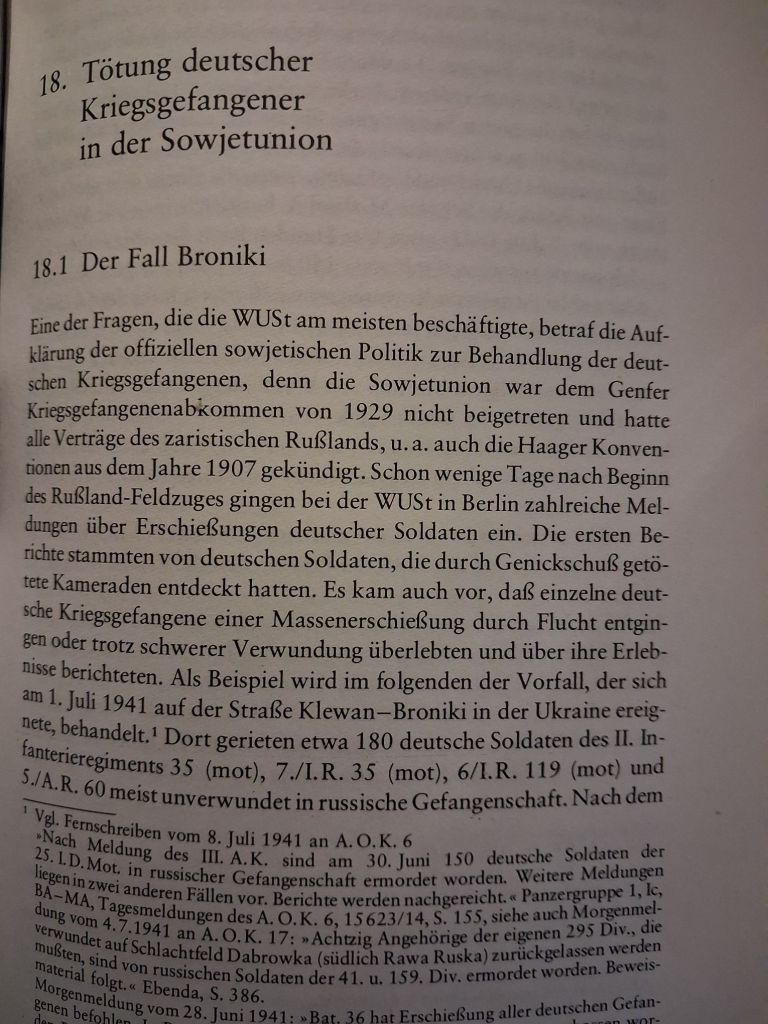 18. Tötung deutscher
Kriegsgefangener
in der Sowjetunion
18.1 Der Fall Broniki
Eine der Fragen, die die WUSt am meisten beschäftigte, betraf die Auf-
klärung der offiziellen sowjetischen Politik zur Behandlung der deut-
schen Kriegsgefangenen, denn die Sowjetunion war dem Genfer
Kriegsgefangenenabkommen von 1929 nicht beigetreten und hatte
alle Verträge des zaristischen Rußlands, u. a. auch die Haager Konven-
tionen aus dem Jahre 1907 gekündigt. Schon wenige Tage nach Beginn
des Rußland-Feldzuges gingen bei der WUSt in Berlin zahlreiche Mel-
dungen über Erschießungen deutscher Soldaten ein. Die ersten Be-
richte stammten von deutschen Soldaten, die durch Genickschuß getö-
tete Kameraden entdeckt hatten. Es kam auch vor, daß einzelne deut-
sche Kriegsgefangene einer Massenerschießung durch Flucht entgin-
gen oder trotz schwerer Verwundung überlebten und über ihre Erleb-
nisse berichteten. Als Beispiel wird im folgenden der Vorfall, der sich
am 1. Juli 1941 auf der Straße Klewan–Broniki in der Ukraine ereig-
nete, behandelt.¹ Dort gerieten etwa 180 deutsche Soldaten des II. In-
fanterieregiments 35 (mot), 7./I.R. 35 (mot), 6/I.R. 119 (mot) und
5./A.R. 60 meist unverwundet in russische Gefangenschaft. Nach dem
¹ Vgl. Fernschreiben vom 8. Juli 1941 an A. O. K. 6
»Nach Meldung des III. A.K. sind am 30. Juni 150 deutsche Soldaten der
25. I. D. Mot. in russischer Gefangenschaft ermordet worden. Weitere Meldungen
liegen in zwei anderen Fällen vor. Berichte werden nachgereicht.« Panzergruppe 1, Ic,
BA–MA, Tagesmeldungen des A. O. K. 6, 15 623/14, S. 155, siehe auch Morgenmel-
dung vom 4. 7. 1941 an A. O. K. 17: »Achtzig Angehörige der eigenen 295 Div., die
verwundet auf Schlachtfeld Dabrowka (südlich Rawa Ruska) zurückgelassen werden
mußten, sind von russischen Soldaten der 41. u. 159. Div. ermordet worden. Beweis-
material folgt.« Ebenda, S. 386.
Morgenmeldung vom 28. Juni 1941: »Bat. 36 hat Erschießung aller deutschen Gefan-
genen befohlen.